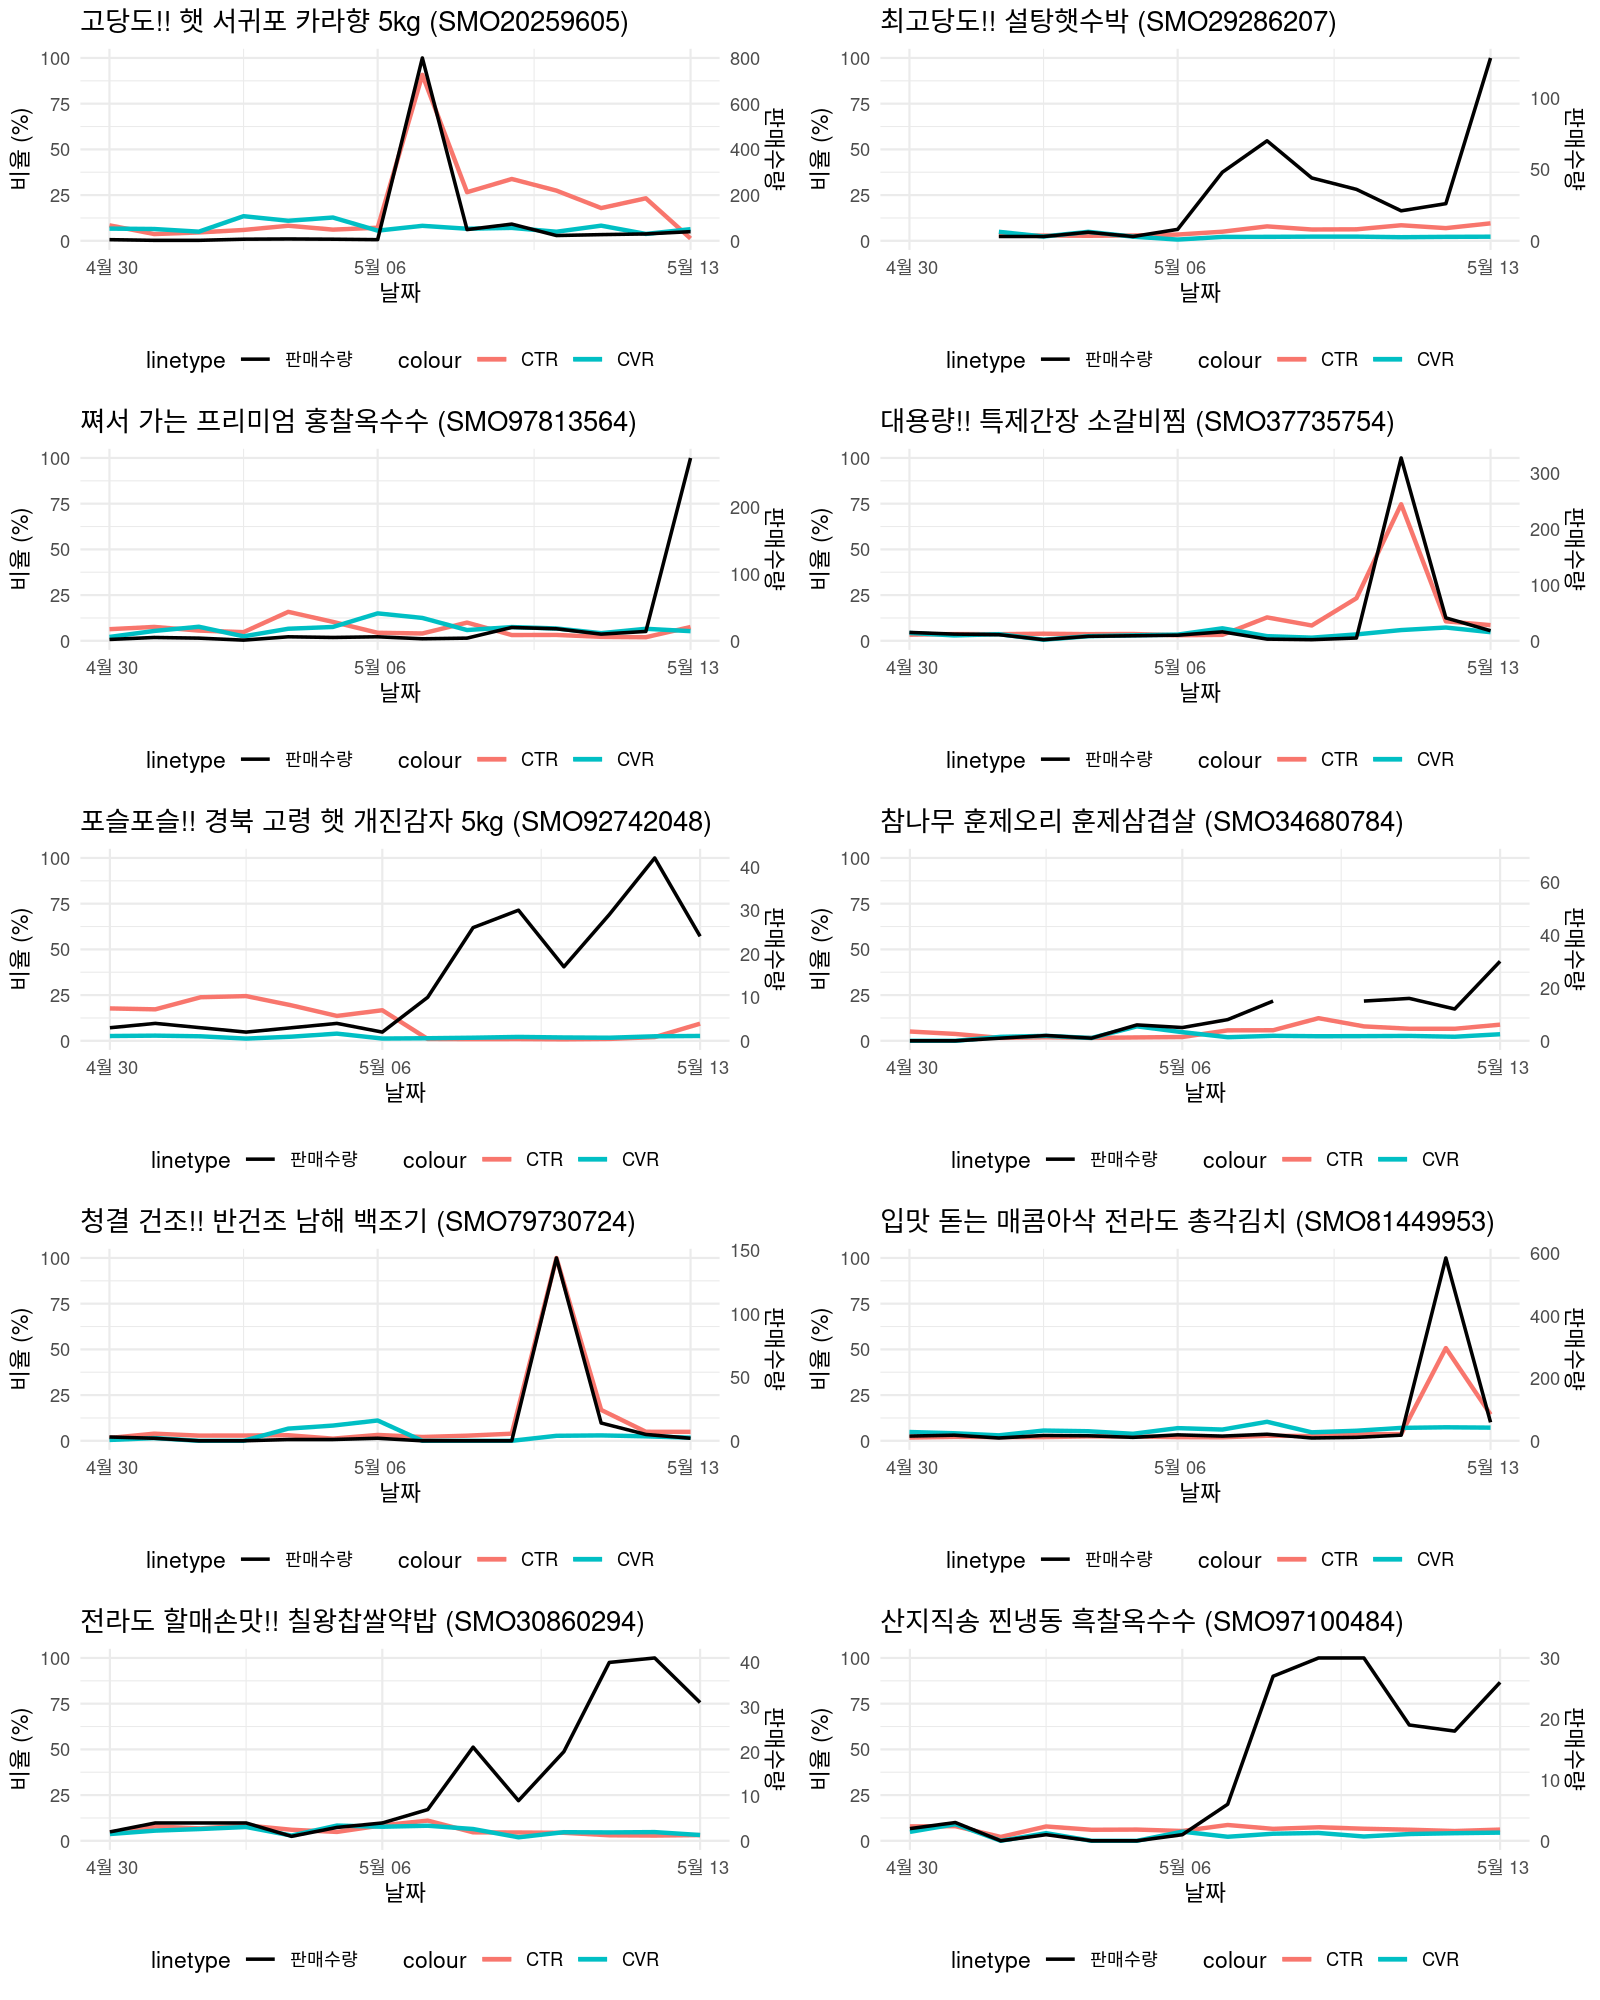 고당도!! 햇 서귀포 카라향 5kg (SMO20259605)
비율 (%)
100
75
50
25
0
800
600
400
200
0
판매수량
4월 30
5월 06
5월 13
날짜
linetype 판매수량 colour CTR CVR
최고당도!! 설탕햇수박 (SMO29286207)
비율 (%)
100
75
50
25
0
100
50
0
판매수량
4월 30
5월 06
5월 13
날짜
linetype 판매수량 colour CTR CVR
쪄서 가는 프리미엄 홍찰옥수수 (SMO97813564)
비율 (%)
100
75
50
25
0
200
100
0
판매수량
4월 30
5월 06
5월 13
날짜
linetype 판매수량 colour CTR CVR
대용량!! 특제간장 소갈비찜 (SMO37735754)
비율 (%)
100
75
50
25
0
300
200
100
0
판매수량
4월 30
5월 06
5월 13
날짜
linetype 판매수량 colour CTR CVR
포슬포슬!! 경북 고령 햇 개진감자 5kg (SMO92742048)
비율 (%)
100
75
50
25
0
40
30
20
10
0
판매수량
4월 30
5월 06
5월 13
날짜
linetype 판매수량 colour CTR CVR
참나무 훈제오리 훈제삼겹살 (SMO34680784)
비율 (%)
100
75
50
25
0
60
40
20
0
판매수량
4월 30
5월 06
5월 13
날짜
linetype 판매수량 colour CTR CVR
청결 건조!! 반건조 남해 백조기 (SMO79730724)
비율 (%)
100
75
50
25
0
150
100
50
0
판매수량
4월 30
5월 06
5월 13
날짜
linetype 판매수량 colour CTR CVR
입맛 돋는 매콤아삭 전라도 총각김치 (SMO81449953)
비율 (%)
100
75
50
25
0
600
400
200
0
판매수량
4월 30
5월 06
5월 13
날짜
linetype 판매수량 colour CTR CVR
전라도 할매손맛!! 칠왕찹쌀약밥 (SMO30860294)
비율 (%)
100
75
50
25
0
40
30
20
10
0
판매수량
4월 30
5월 06
5월 13
날짜
linetype 판매수량 colour CTR CVR
산지직송 찐냉동 흑찰옥수수 (SMO97100484)
비율 (%)
100
75
50
25
0
30
20
10
0
판매수량
4월 30
5월 06
5월 13
날짜
linetype 판매수량 colour CTR CVR